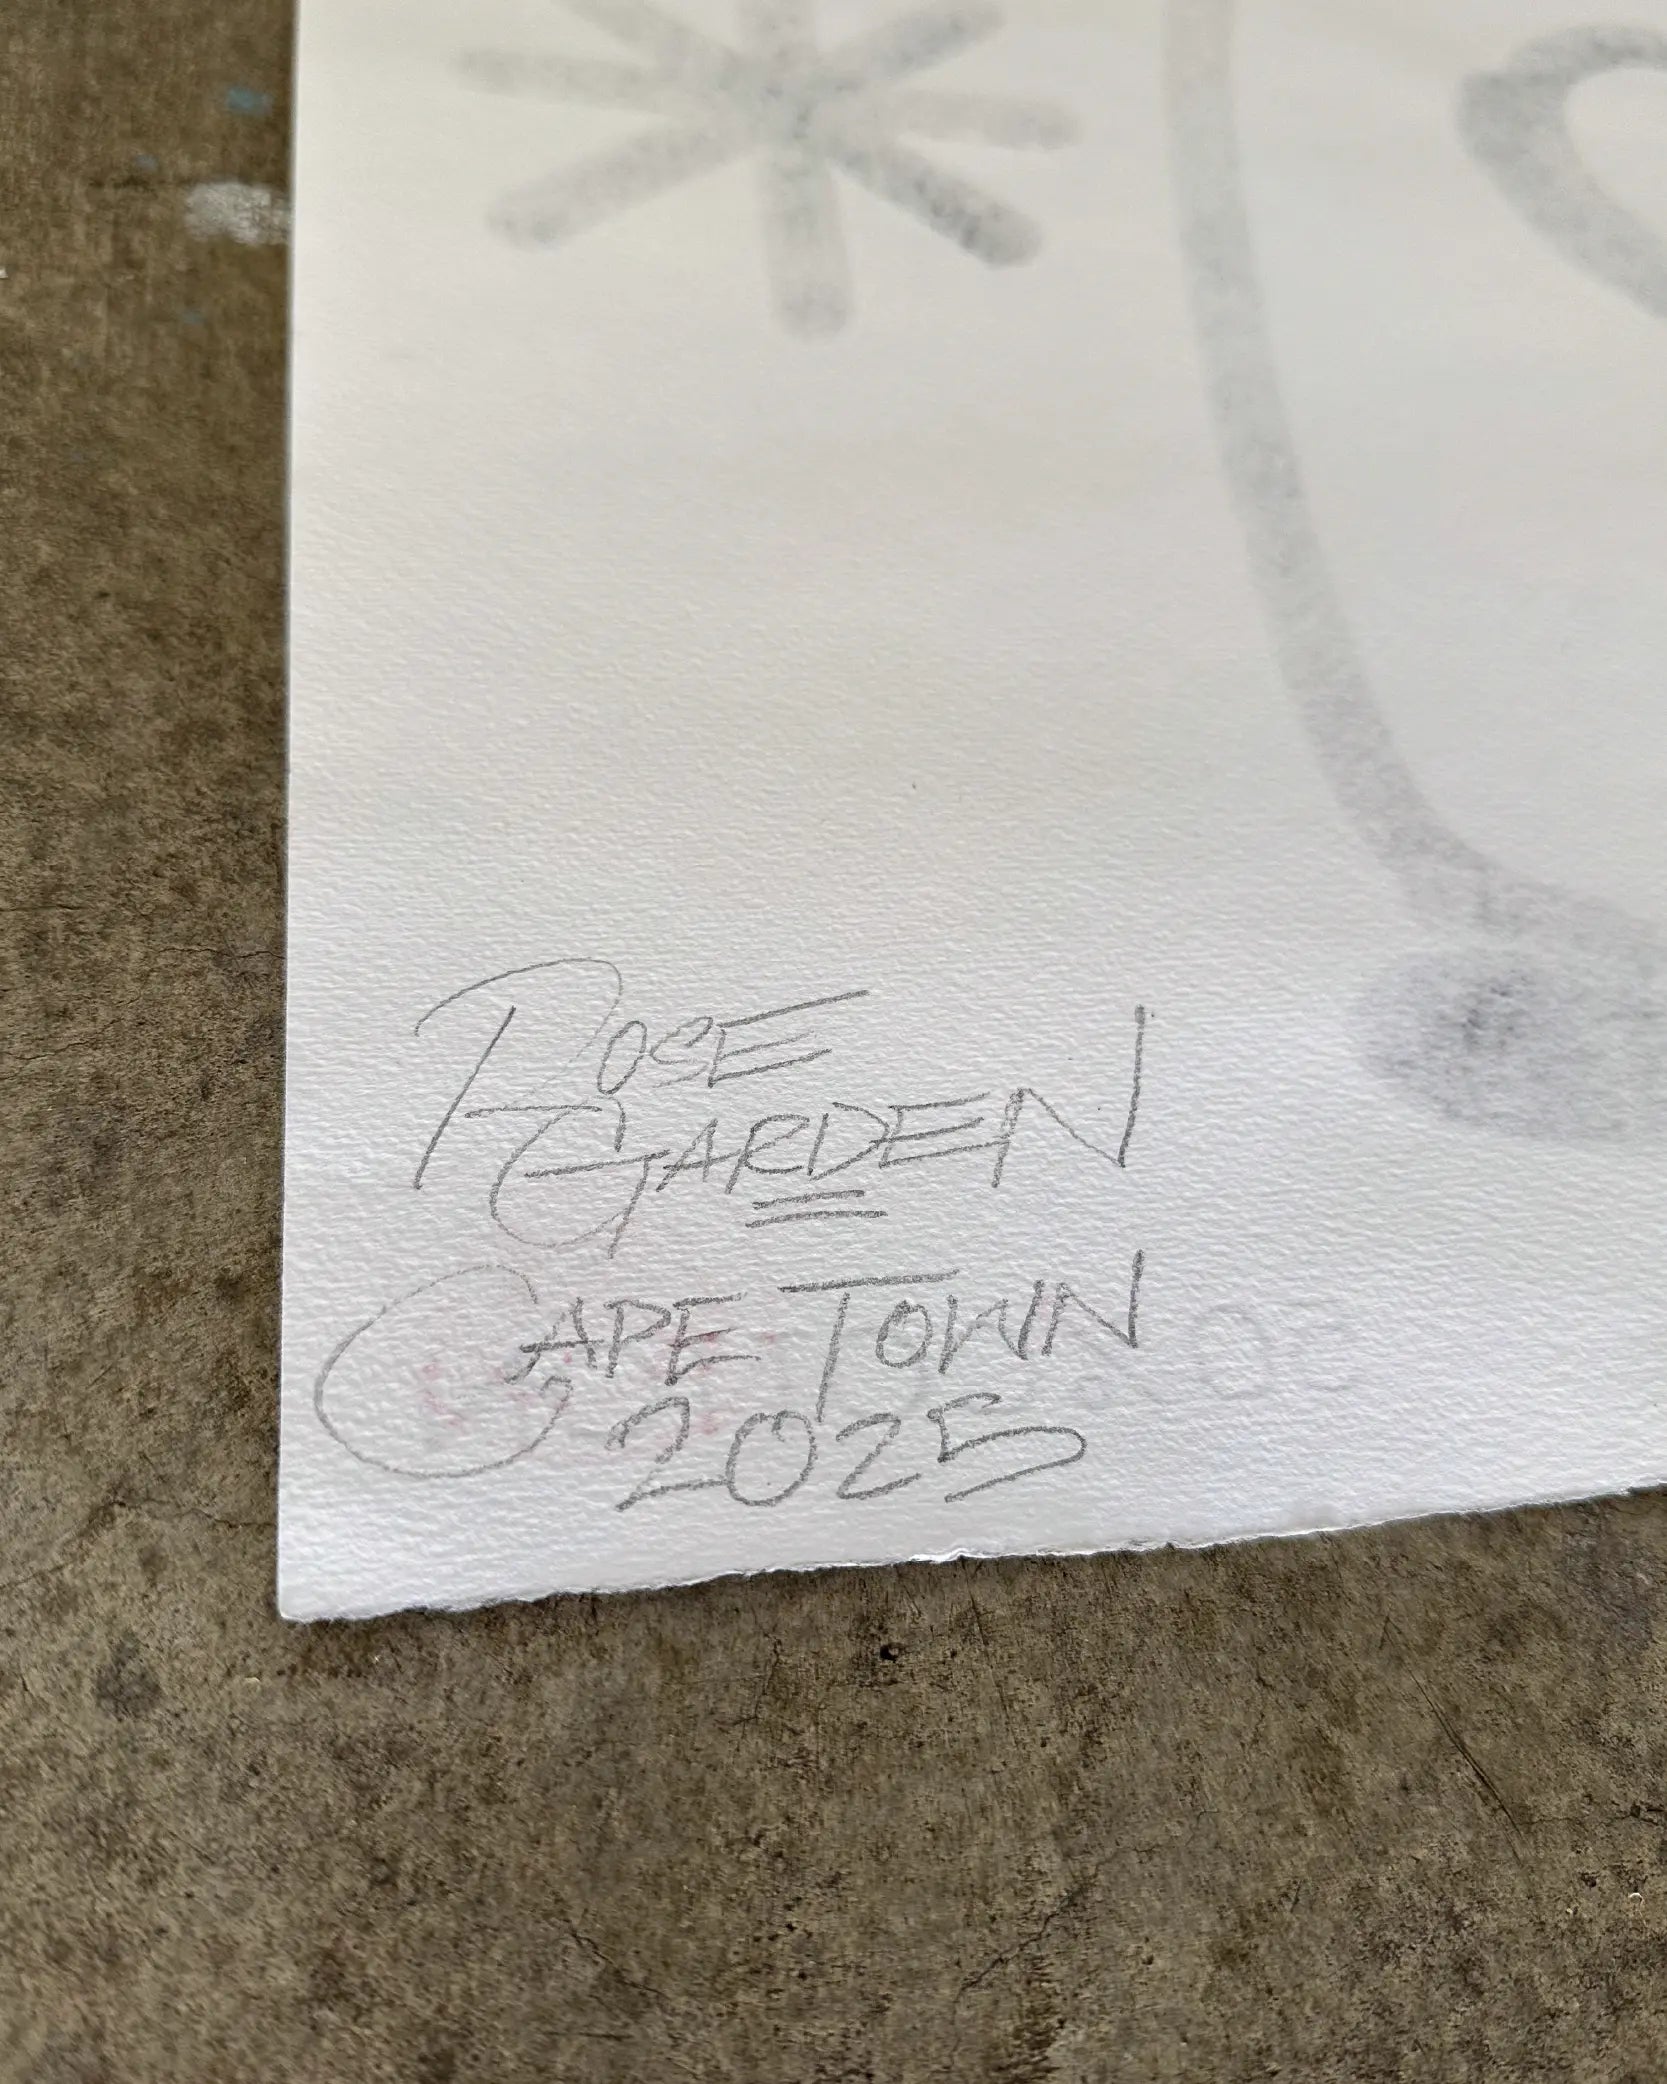 ROSE
GARDEN
CAPE TOWN
2025